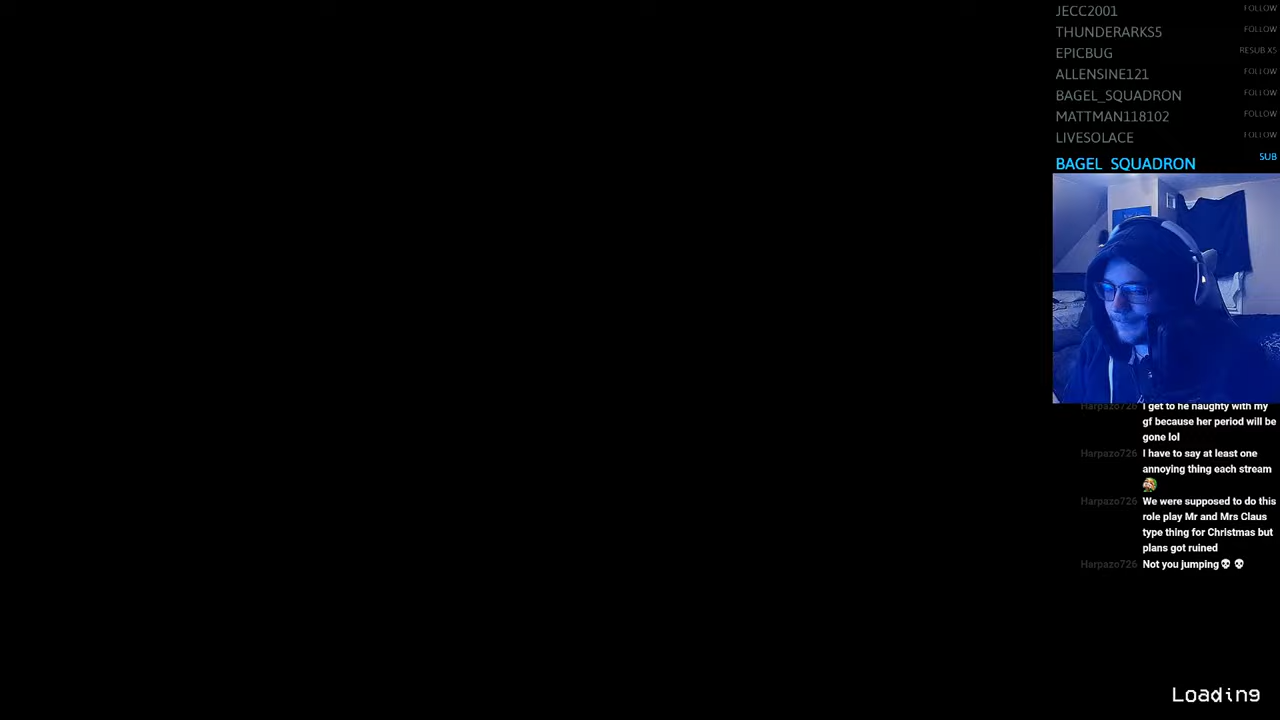 JECC2001 FOLLOW
THUNDERARKS5 FOLLOW
EPICBUG RESUB X5
ALLENSINE121 FOLLOW
BAGEL_SQUADRON FOLLOW
MATTMAN118102 FOLLOW
LIVESOLACE FOLLOW
BAGEL_SQUADRON SUB
Harpazo726 I get to he naughty with my
gf because her period will be
gone lol
Harpazo726 I have to say at least one
annoying thing each stream
Harpazo726 We were supposed to do this
role play Mr and Mrs Claus
type thing for Christmas but
plans got ruined
Harpazo726 Not you jumping💀 💀
Loading